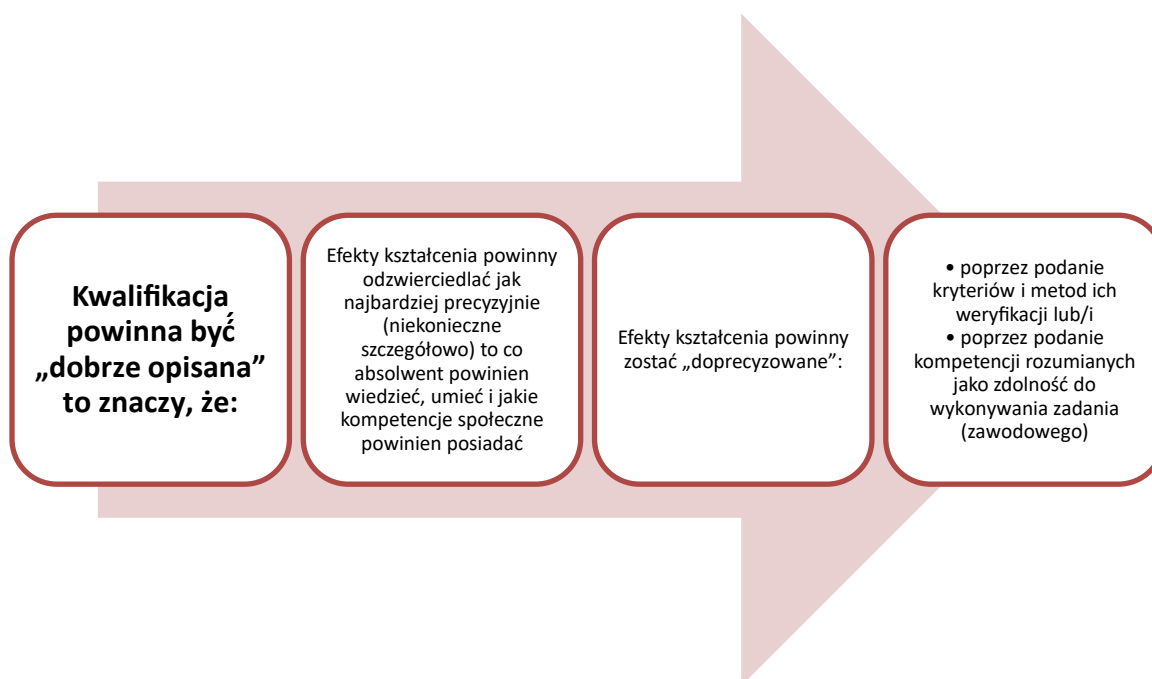 Kwalifikacja
powinna być
„dobrze opisana”
to znaczy, że:
Efekty kształcenia powinny
odzwierciedlać jak
najbardziej precyzyjnie
(niekonieczne
szczegółowo) to co
absolwent powinien
wiedzieć, umieć i jakie
kompetencje społeczne
powinien posiadać
Efekty kształcenia powinny
zostać „doprecyzowane”:
• poprzez podanie
kryteriów i metod ich
weryfikacji lub/i
• poprzez podanie
kompetencji rozumianych
jako zdolność do
wykonywania zadania
(zawodowego)